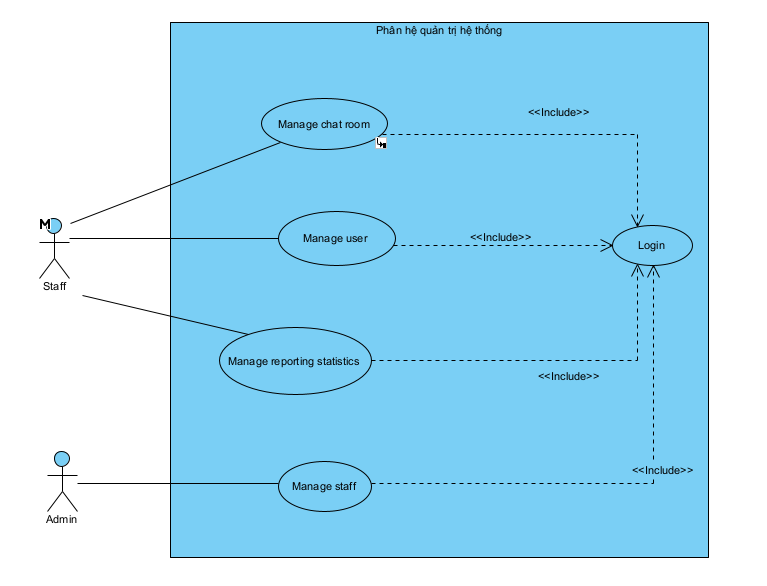 Phân hệ quản trị hệ thống
<<Include>>
Manage chat room
M
Manage user
<<Include>>
Login
Staff
Manage reporting statistics
<<Include>>
<<Include>>
Manage staff
Admin